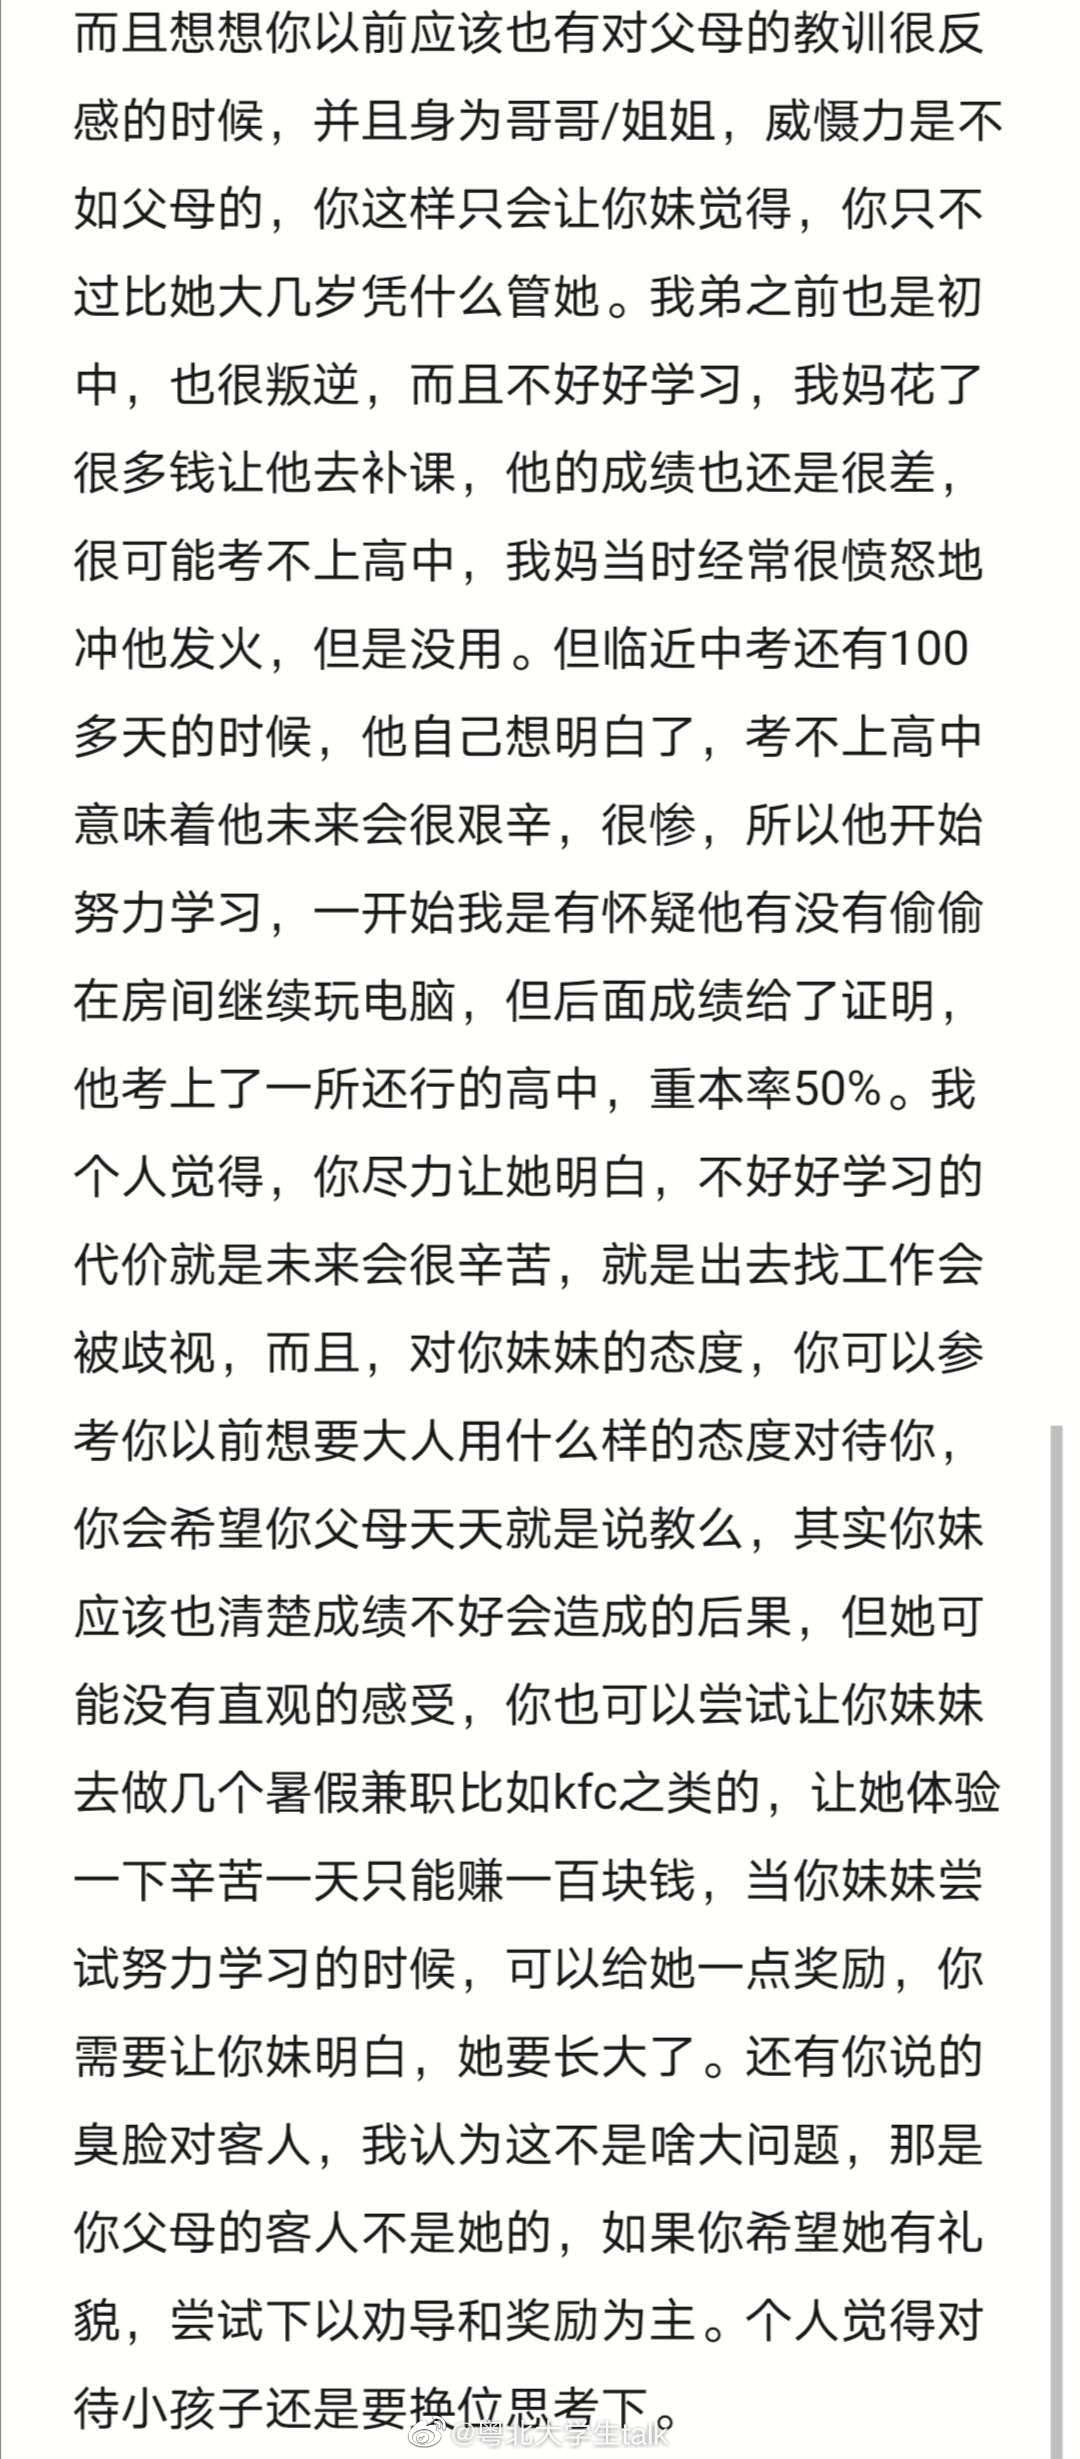 而且想想你以前应该也有对父母的教训很反
感的时候，并且身为哥哥/姐姐，威慑力是不
如父母的，你这样只会让你妹觉得，你只不
过比她大几岁凭什么管她。我弟之前也是初
中，也很叛逆，而且不好好学习，我妈花了
很多钱让他去补课，他的成绩也还是很差，
很可能考不上高中，我妈当时经常很愤怒地
冲他发火，但是没用。但临近中考还有100
多天的时候，他自己想明白了，考不上高中
意味着他未来会很艰辛，很惨，所以他开始
努力学习，一开始我是有怀疑他有没有偷偷
在房间继续玩电脑，但后面成绩给了证明，
他考上了一所还行的高中，重本率50%。我
个人觉得，你尽力让她明白，不好好学习的
代价就是未来会很辛苦，就是出去找工作会
被歧视，而且，对你妹妹的态度，你可以参
考你以前想要大人用什么样的态度对待你，
你会希望你父母天天就是说教么，其实你妹
应该也清楚成绩不好会造成的后果，但她可
能没有直观的感受，你也可以尝试让你妹妹
去做几个暑假兼职比如kfc之类的，让她体验
一下辛苦一天只能赚一百块钱，当你妹妹尝
试努力学习的时候，可以给她一点奖励，你
需要让你妹明白，她要长大了。还有你说的
臭脸对客人，我认为这不是啥大问题，那是
你父母的客人不是她的，如果你希望她有礼
貌，尝试下以劝导和奖励为主。个人觉得对
待小孩子还是要换位思考下。
@粤北大学生talk